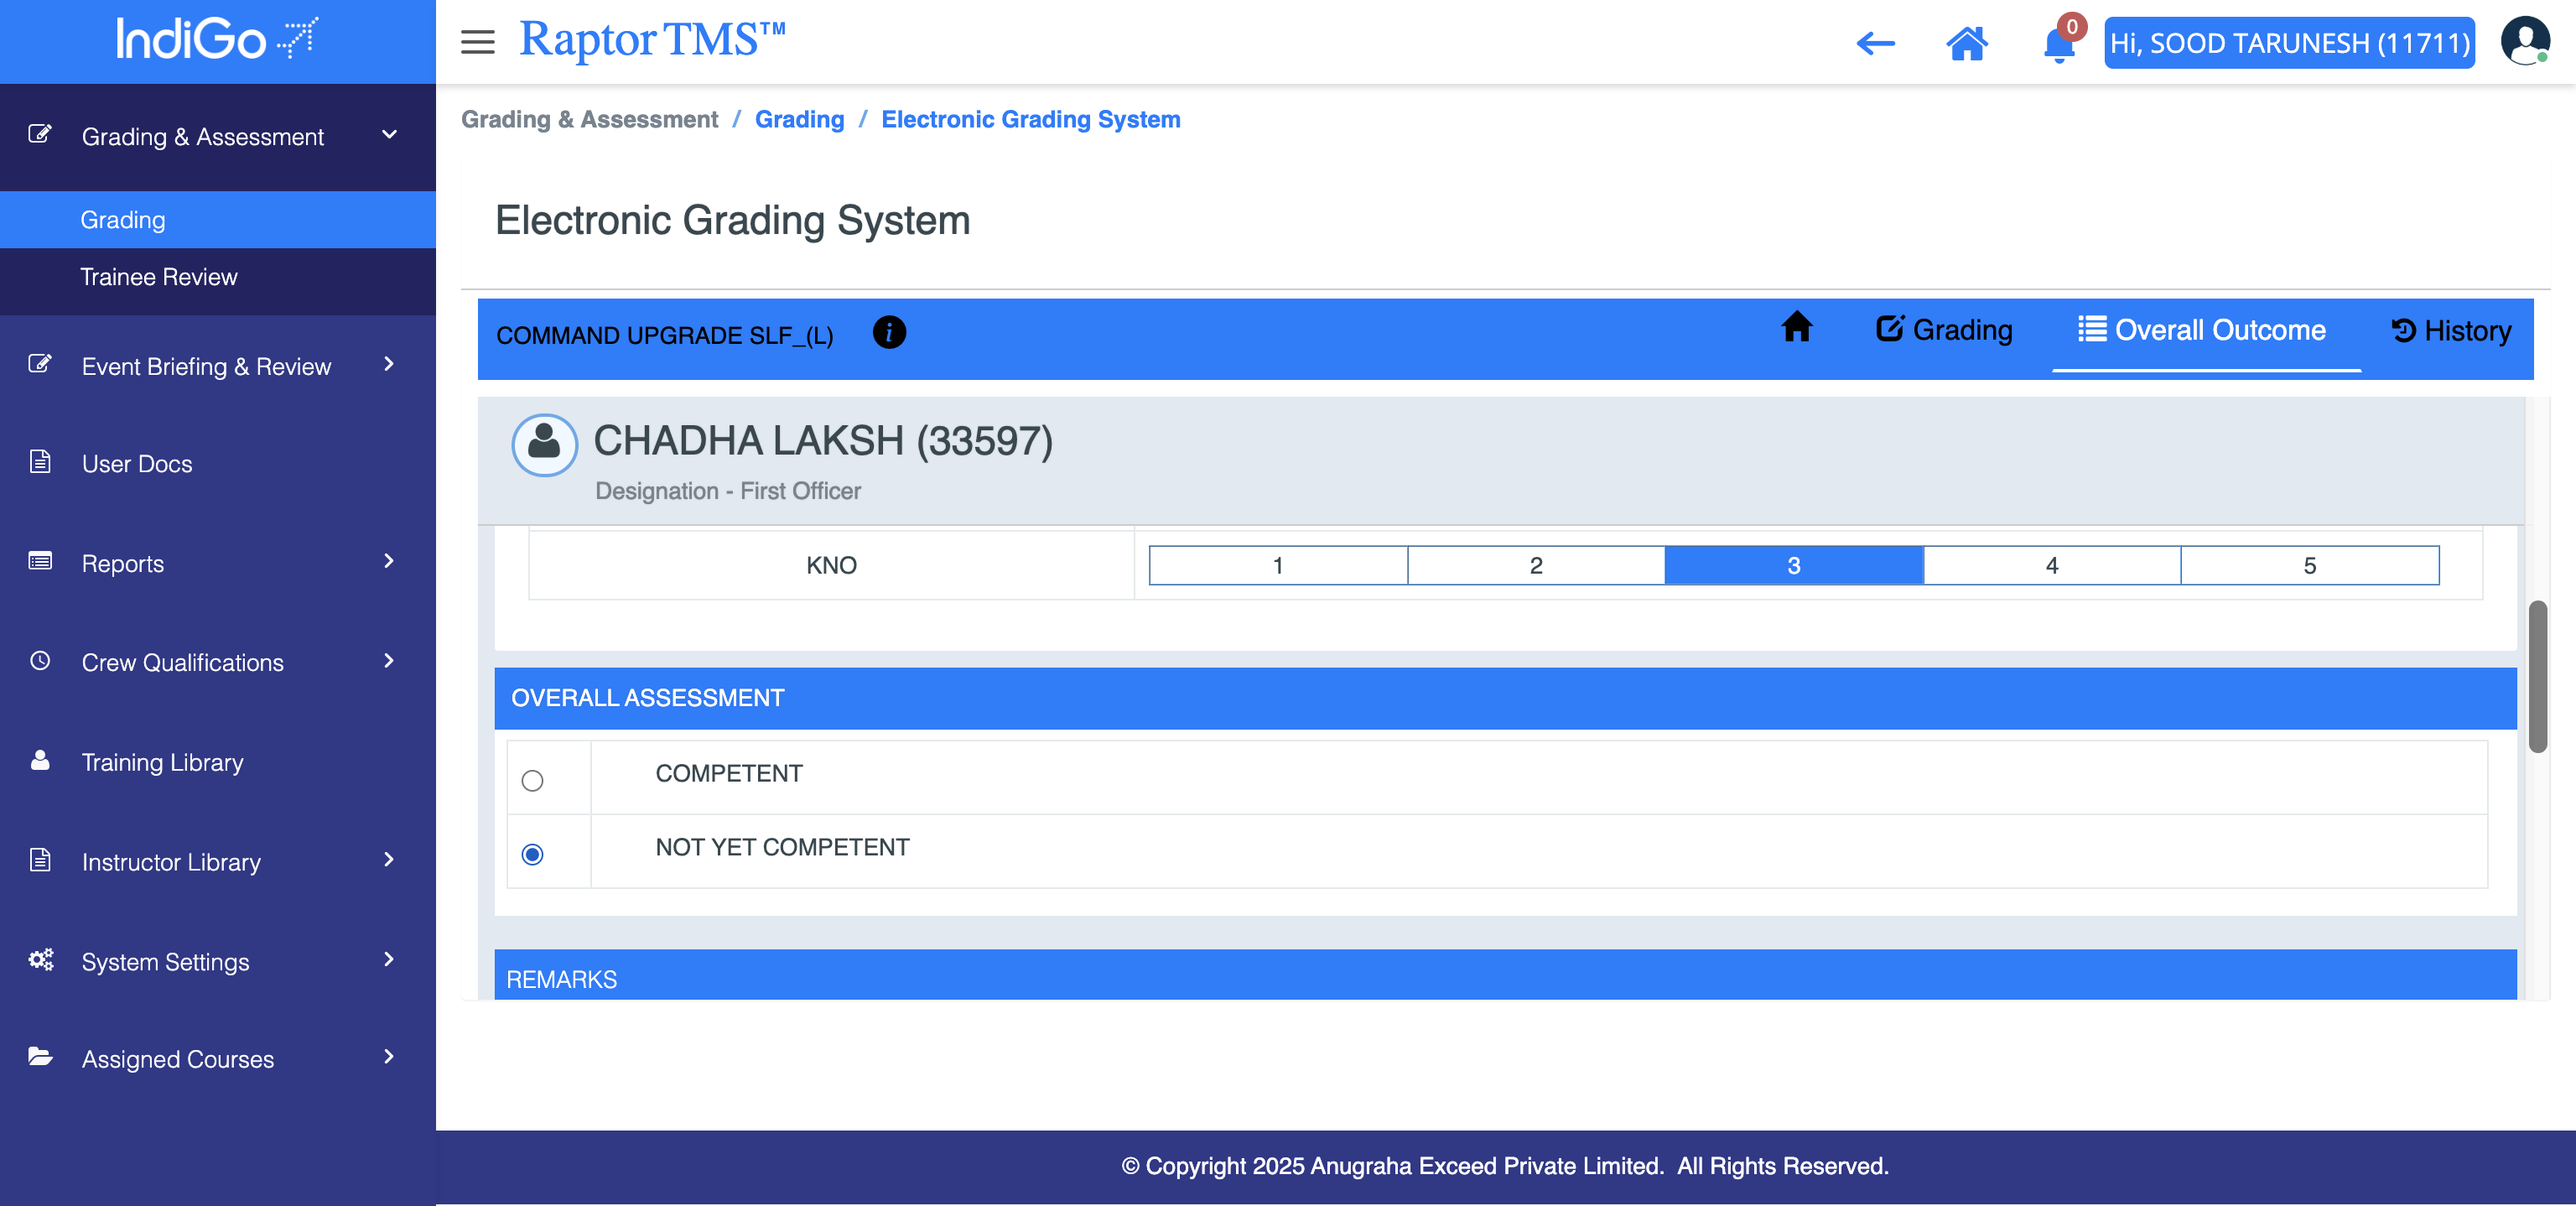 IndiGo
Raptor TMS™
0
Hi, SOOD TARUNESH (11711)
Grading & Assessment
Grading
Trainee Review
Event Briefing & Review
User Docs
Reports
Crew Qualifications
Training Library
Instructor Library
System Settings
Assigned Courses
Grading & Assessment / Grading / Electronic Grading System
Electronic Grading System
COMMAND UPGRADE SLF_(L)
i
Grading
Overall Outcome
History
CHADHA LAKSH (33597)
Designation - First Officer
KNO 1 2 3 4 5
OVERALL ASSESSMENT
COMPETENT
NOT YET COMPETENT
REMARKS
© Copyright 2025 Anugraha Exceed Private Limited. All Rights Reserved.